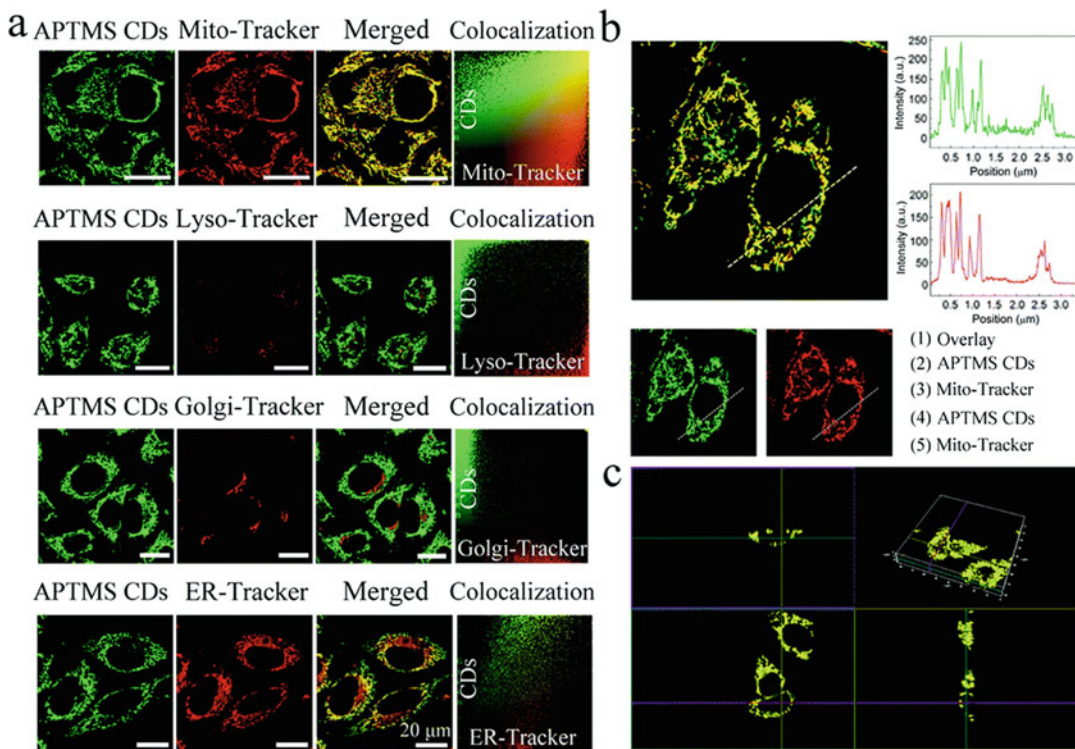 a
APTMS CDs Mito-Tracker Merged Colocalization
CDs
Mito-Tracker
APTMS CDs Lyso-Tracker Merged Colocalization
CDs
Lyso-Tracker
APTMS CDs Golgi-Tracker Merged Colocalization
CDs
Golgi-Tracker
APTMS CDs ER-Tracker Merged Colocalization
CDs
20 μm
ER-Tracker
b
Intensity (a.u.)
250
200
150
100
50
0
0.5 1.0 1.5 2.0 2.5 3.0
Position (μm)
Intensity (a.u.)
250
200
150
100
50
0
0.5 1.0 1.5 2.0 2.5 3.0
Position (μm)
(1) Overlay
(2) APTMS CDs
(3) Mito-Tracker
(4) APTMS CDs
(5) Mito-Tracker
c